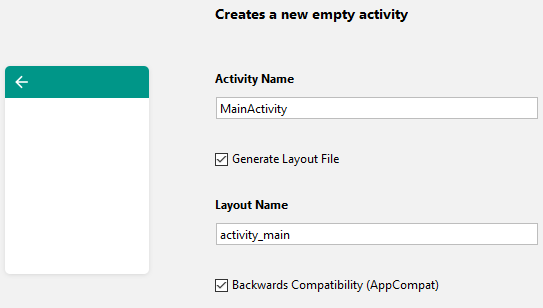 Creates a new empty activity
Activity Name
MainActivity
Generate Layout File
Layout Name
activity_main
Backwards Compatibility (AppCompat)